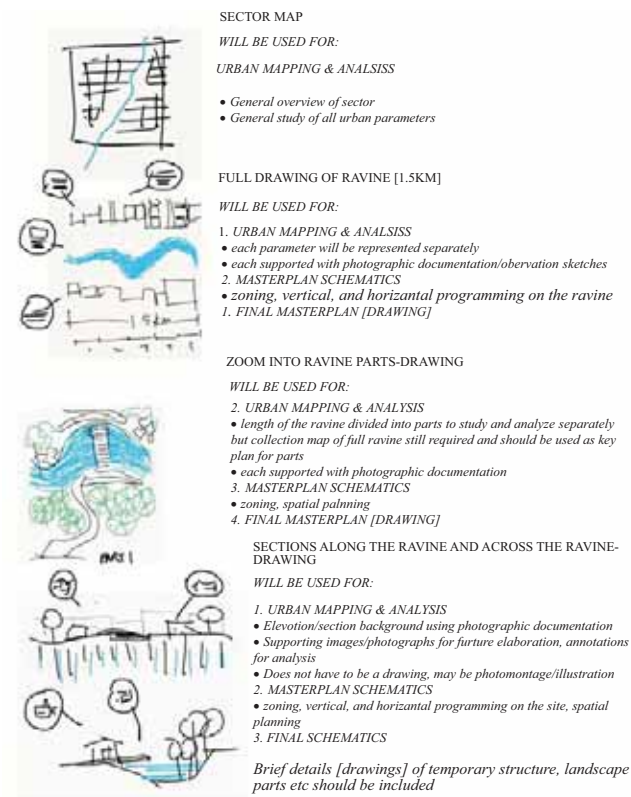 SECTOR MAP
WILL BE USED FOR:
URBAN MAPPING & ANALSISS
• General overview of sector
• General study of all urban parameters
FULL DRAWING OF RAVINE [1.5KM]
WILL BE USED FOR:
1. URBAN MAPPING & ANALSISS
• each parameter will be represented separately
• each supported with photographic documentation/obervation sketches
2. MASTERPLAN SCHEMATICS
• zoning, vertical, and horizantal programming on the ravine
1. FINAL MASTERPLAN [DRAWING]
1.5km
ZOOM INTO RAVINE PARTS-DRAWING
WILL BE USED FOR:
2. URBAN MAPPING & ANALYSIS
• length of the ravine divided into parts to study and analyze separately
but collection map of full ravine still required and should be used as key
plan for parts
• each supported with photographic documentation
3. MASTERPLAN SCHEMATICS
• zoning, spatial palnning
4. FINAL MASTERPLAN [DRAWING]
PART 1
SECTIONS ALONG THE RAVINE AND ACROSS THE RAVINE-
DRAWING
WILL BE USED FOR:
1. URBAN MAPPING & ANALYSIS
• Elevotion/section background using photographic documentation
• Supporting images/photographs for furture elaboration, annotations
for analysis
• Does not have to be a drawing, may be photomontage/illustration
2. MASTERPLAN SCHEMATICS
• zoning, vertical, and horizantal programming on the site, spatial
planning
3. FINAL SCHEMATICS
Brief details [drawings] of temporary structure, landscape
parts etc should be included